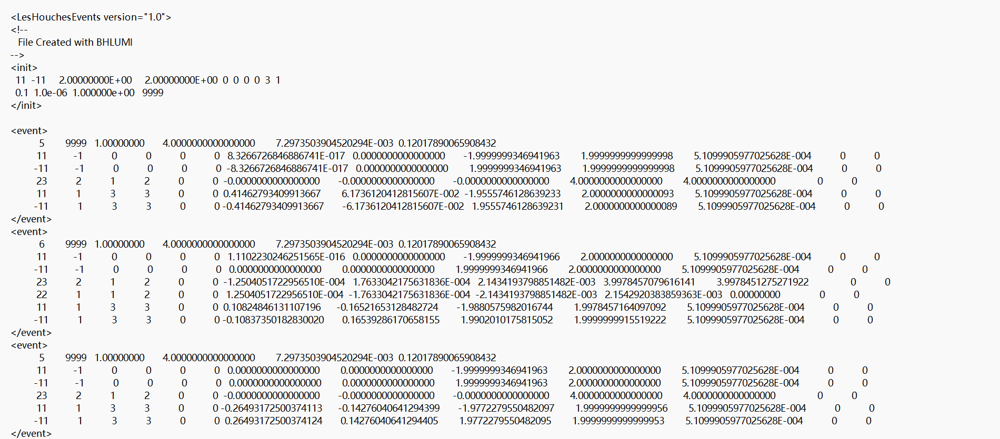 <LesHouchesEvents version="1.0">
<!--
File Created with BHLUMI
-->
<init>
11 -11 2.00000000E+00 2.00000000E+00 0 0 0 0 3 1
0.1 1.0e-06 1.000000e+00 9999
</init>
<event>
5 9999 1.00000000 4.0000000000000000 7.2973503904520294E-003 0.12017890065908432
11 -1 0 0 0 0 8.3266726846886741E-017 0.0000000000000000 -1.9999999346941963 1.9999999999999998 5.1099905977025628E-004 0 0
-11 -1 0 0 0 0 -8.3266726846886741E-017 0.0000000000000000 1.9999999346941963 1.9999999999999998 5.1099905977025628E-004 0 0
23 2 1 2 0 0 -0.0000000000000000 -0.0000000000000000 -0.0000000000000000 4.0000000000000000 4.0000000000000000 0 0
11 1 3 3 0 0 0.41462793409913667 6.1736120412815607E-002 -1.9555746128639233 2.0000000000000093 5.1099905977025628E-004 0 0
-11 1 3 3 0 0 -0.41462793409913667 -6.1736120412815607E-002 1.9555746128639231 2.0000000000000089 5.1099905977025628E-004 0 0
</event>
<event>
6 9999 1.00000000 4.0000000000000000 7.2973503904520294E-003 0.12017890065908432
11 -1 0 0 0 0 1.1102230246251565E-016 0.0000000000000000 -1.9999999346941966 2.0000000000000000 5.1099905977025628E-004 0 0
-11 -1 0 0 0 0 0.0000000000000000 0.0000000000000000 1.9999999346941966 2.0000000000000000 5.1099905977025628E-004 0 0
23 2 1 2 0 0 -1.2504051722956510E-004 1.7633042175631836E-004 2.1434193798851482E-003 3.9978457079616141 3.9978451275271922 0 0
22 1 1 2 0 0 1.2504051722956510E-004 -1.7633042175631836E-004 -2.1434193798851482E-003 2.1542920383859363E-003 0.00000000 0 0
11 1 3 3 0 0 0.10824846131107196 -0.16521653128482724 -1.9880575982016744 1.9978457164097092 5.1099905977025628E-004 0 0
-11 1 3 3 0 0 -0.10837350182830020 0.16539286170658155 1.9902010175815052 1.9999999915519222 5.1099905977025628E-004 0 0
</event>
<event>
5 9999 1.00000000 4.0000000000000000 7.2973503904520294E-003 0.12017890065908432
11 -1 0 0 0 0 0.0000000000000000 0.0000000000000000 -1.9999999346941963 2.0000000000000000 5.1099905977025628E-004 0 0
-11 -1 0 0 0 0 0.0000000000000000 0.0000000000000000 1.9999999346941963 2.0000000000000000 5.1099905977025628E-004 0 0
23 2 1 2 0 0 -0.0000000000000000 -0.0000000000000000 -0.0000000000000000 4.0000000000000000 4.0000000000000000 0 0
11 1 3 3 0 0 -0.26493172500374113 -0.14276040641294399 -1.9772279550482097 1.9999999999999956 5.1099905977025628E-004 0 0
-11 1 3 3 0 0 0.26493172500374124 0.14276040641294405 1.9772279550482095 1.9999999999999953 5.1099905977025628E-004 0 0
</event>